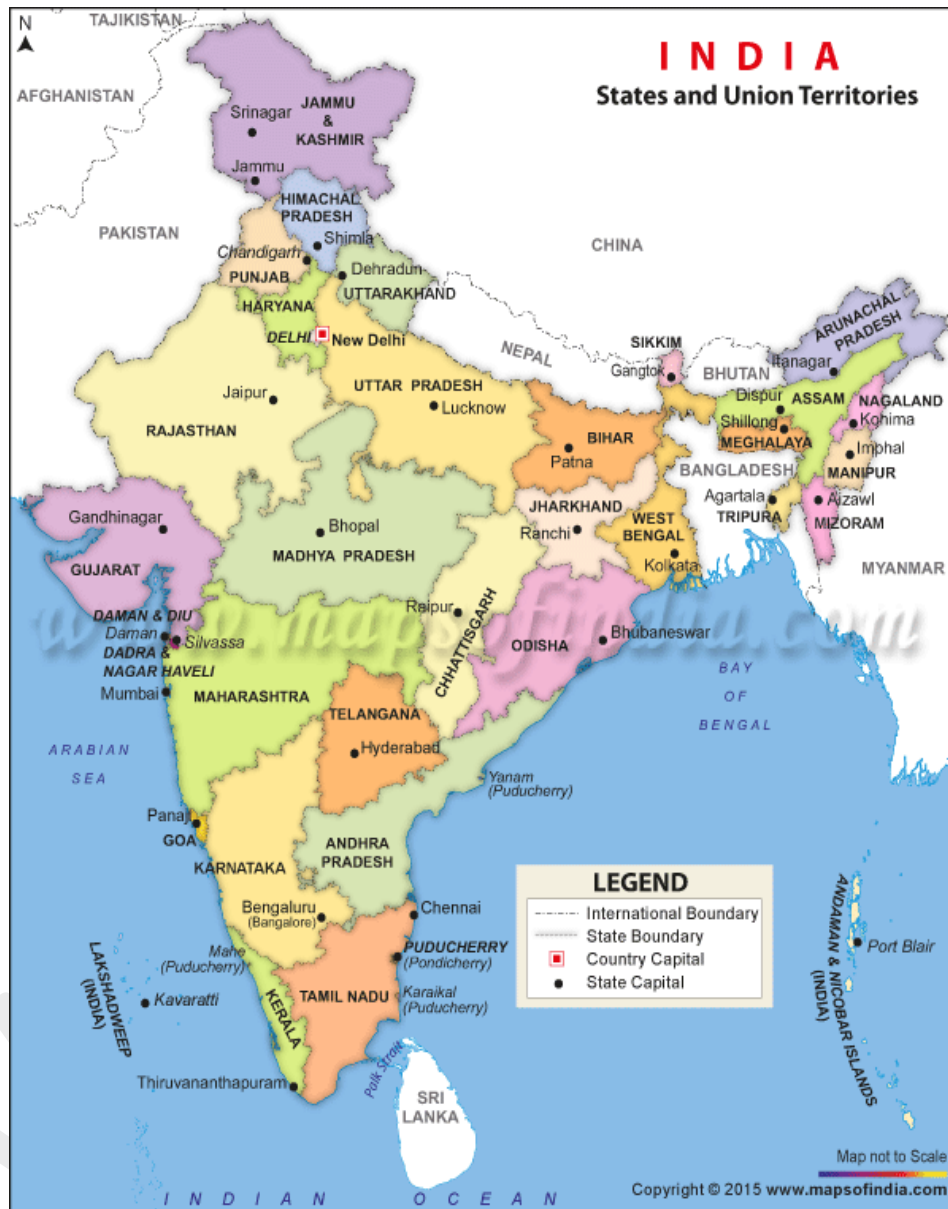 N
TAJIKISTAN
I N D I A
States and Union Territories
AFGHANISTAN
Srinagar
JAMMU
&
KASHMIR
Jammu
HIMACHAL
PRADESH
PAKISTAN
Shimla
CHINA
Chandigarh
PUNJAB
Dehradun
UTTARAKHAND
HARYANA
DELHI
New Delhi
NEPAL
SIKKIM
Gangtok
BHUTAN
ARUNACHAL
PRADESH
Itanagar
Jaipur
UTTAR PRADESH
Lucknow
Dispur
ASSAM
NAGALAND
RAJASTHAN
BIHAR
Shillong
Kohima
MEGHALAYA
Patna
Imphal
BANGLADESH
MANIPUR
Gandhinagar
Bhopal
JHARKHAND
Ranchi
WEST
BENGAL
Agartala
TRIPURA
Aizawl
MIZORAM
MADHYA PRADESH
Kolkata
GUJARAT
MYANMAR
www.mapsofindia.com
DAMAN & DIU
Daman
Silvassa
DADRA &
NAGAR HAVELI
Raipur
CHHATTISGARH
ODISHA
Bhubaneswar
Mumbai
MAHARASHTRA
BAY
OF
BENGAL
TELANGANA
Hyderabad
ARABIAN
SEA
Yanam
(Puducherry)
Panaji
GOA
KARNATAKA
ANDHRA
PRADESH
Bengaluru
(Bangalore)
Chennai
LEGEND
International Boundary
State Boundary
Country Capital
State Capital
Mahe
(Puducherry)
PUDUCHERRY
(Pondicherry)
Port Blair
ANDAMAN & NICOBAR ISLANDS
(INDIA)
LAKSHADWEEP
(INDIA)
Kavaratti
KERALA
TAMIL NADU
Karaikal
(Puducherry)
Palk Strait
Thiruvananthapuram
SRI
LANKA
Map not to Scale
Copyright © 2015 www.mapsofindia.com
I N D I A N   O C E A N